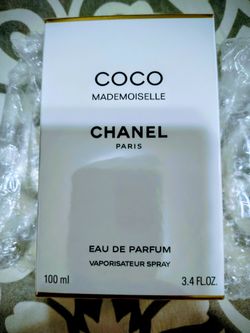 COCO
MADEMOISELLE
CHANEL
PARIS
EAU DE PARFUM
VAPORISATEUR SPRAY
100 ml 3.4 FL.OZ.